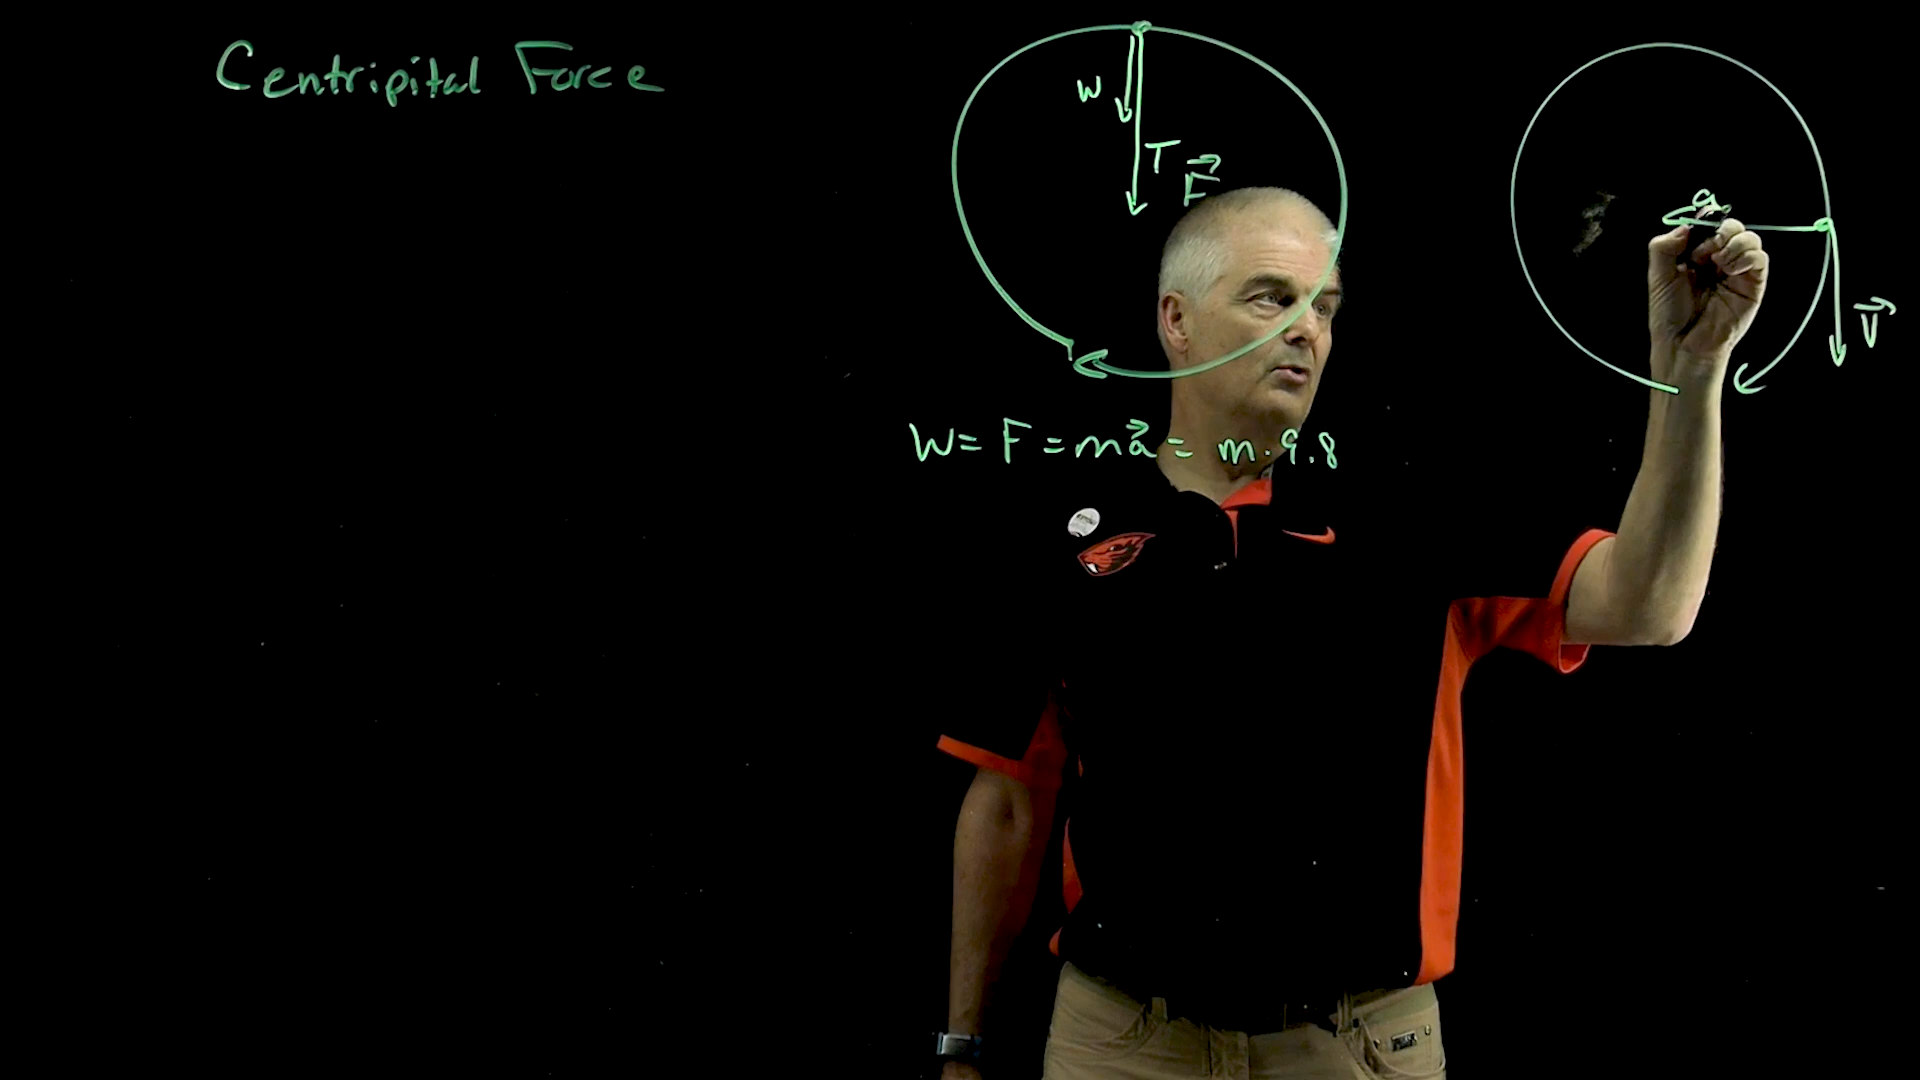 Centripital Force
W
T
F
a
V
W = F = ma = m · 9.8